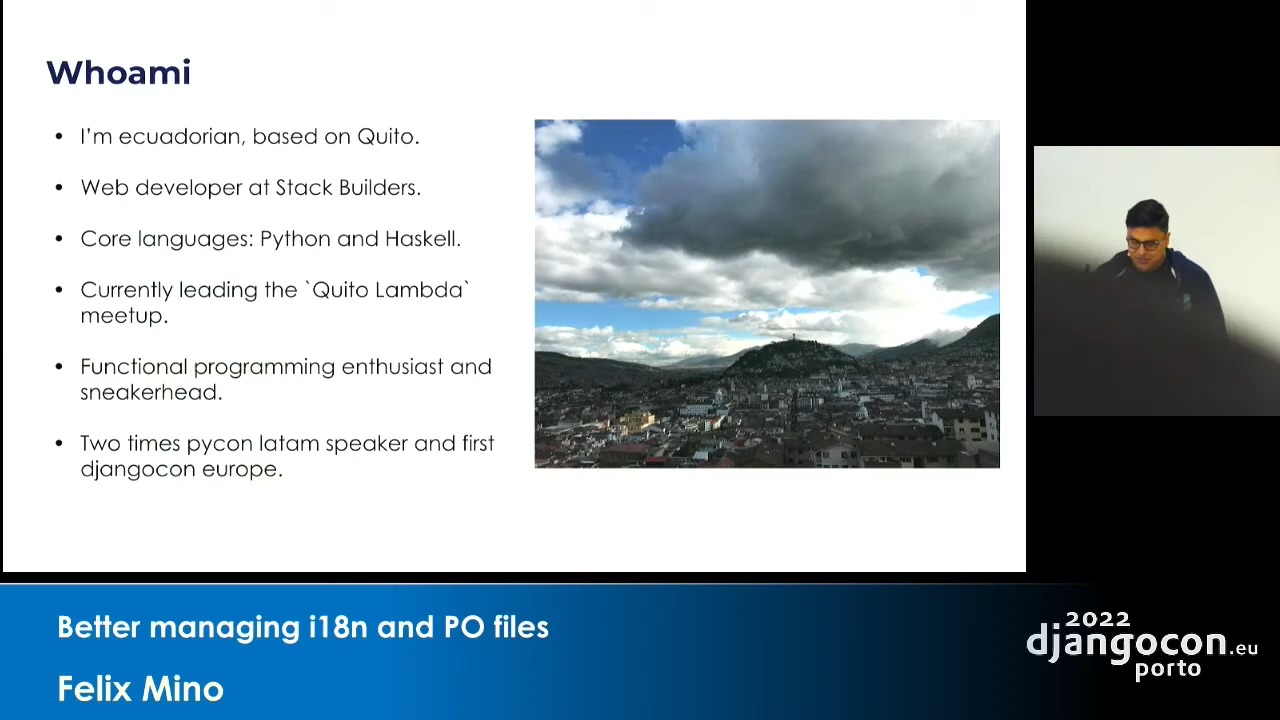 Whoami
• I'm ecuadorian, based on Quito.
• Web developer at Stack Builders.
• Core languages: Python and Haskell.
• Currently leading the `Quito Lambda`
meetup.
• Functional programming enthusiast and
sneakerhead.
• Two times pycon latam speaker and first
djangocon europe.
Better managing i18n and PO files
Felix Mino
2022
djangocon.eu
porto